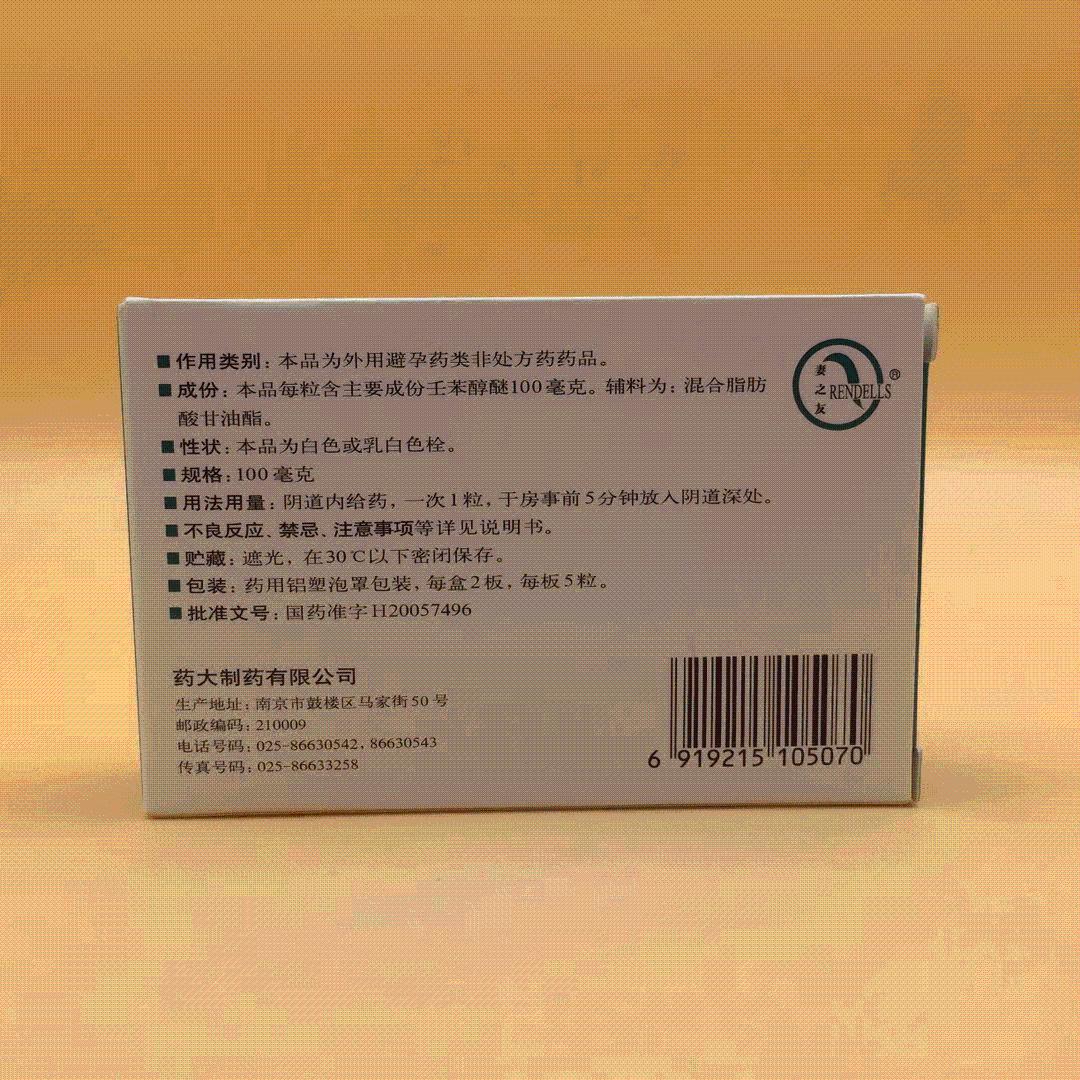 ■作用类别：本品为外用避孕药类非处方药药品。
■成份：本品每粒含主要成份壬苯醇醚100毫克。辅料为：混合脂肪
酸甘油酯。
■性状：本品为白色或乳白色栓。
■规格：100毫克
■用法用量：阴道内给药，一次1粒，于房事前5分钟放入阴道深处。
■不良反应、禁忌、注意事项等详见说明书。
■贮藏：遮光，在30℃以下密闭保存。
■包装：药用铝塑泡罩包装，每盒2板，每板5粒。
■批准文号：国药准字H20057496
妻之友
RENDELLS®
药大制药有限公司
生产地址：南京市鼓楼区马家街50号
邮政编码：210009
电话号码：025-86630542，86630543
传真号码：025-86633258
6 919215 105070